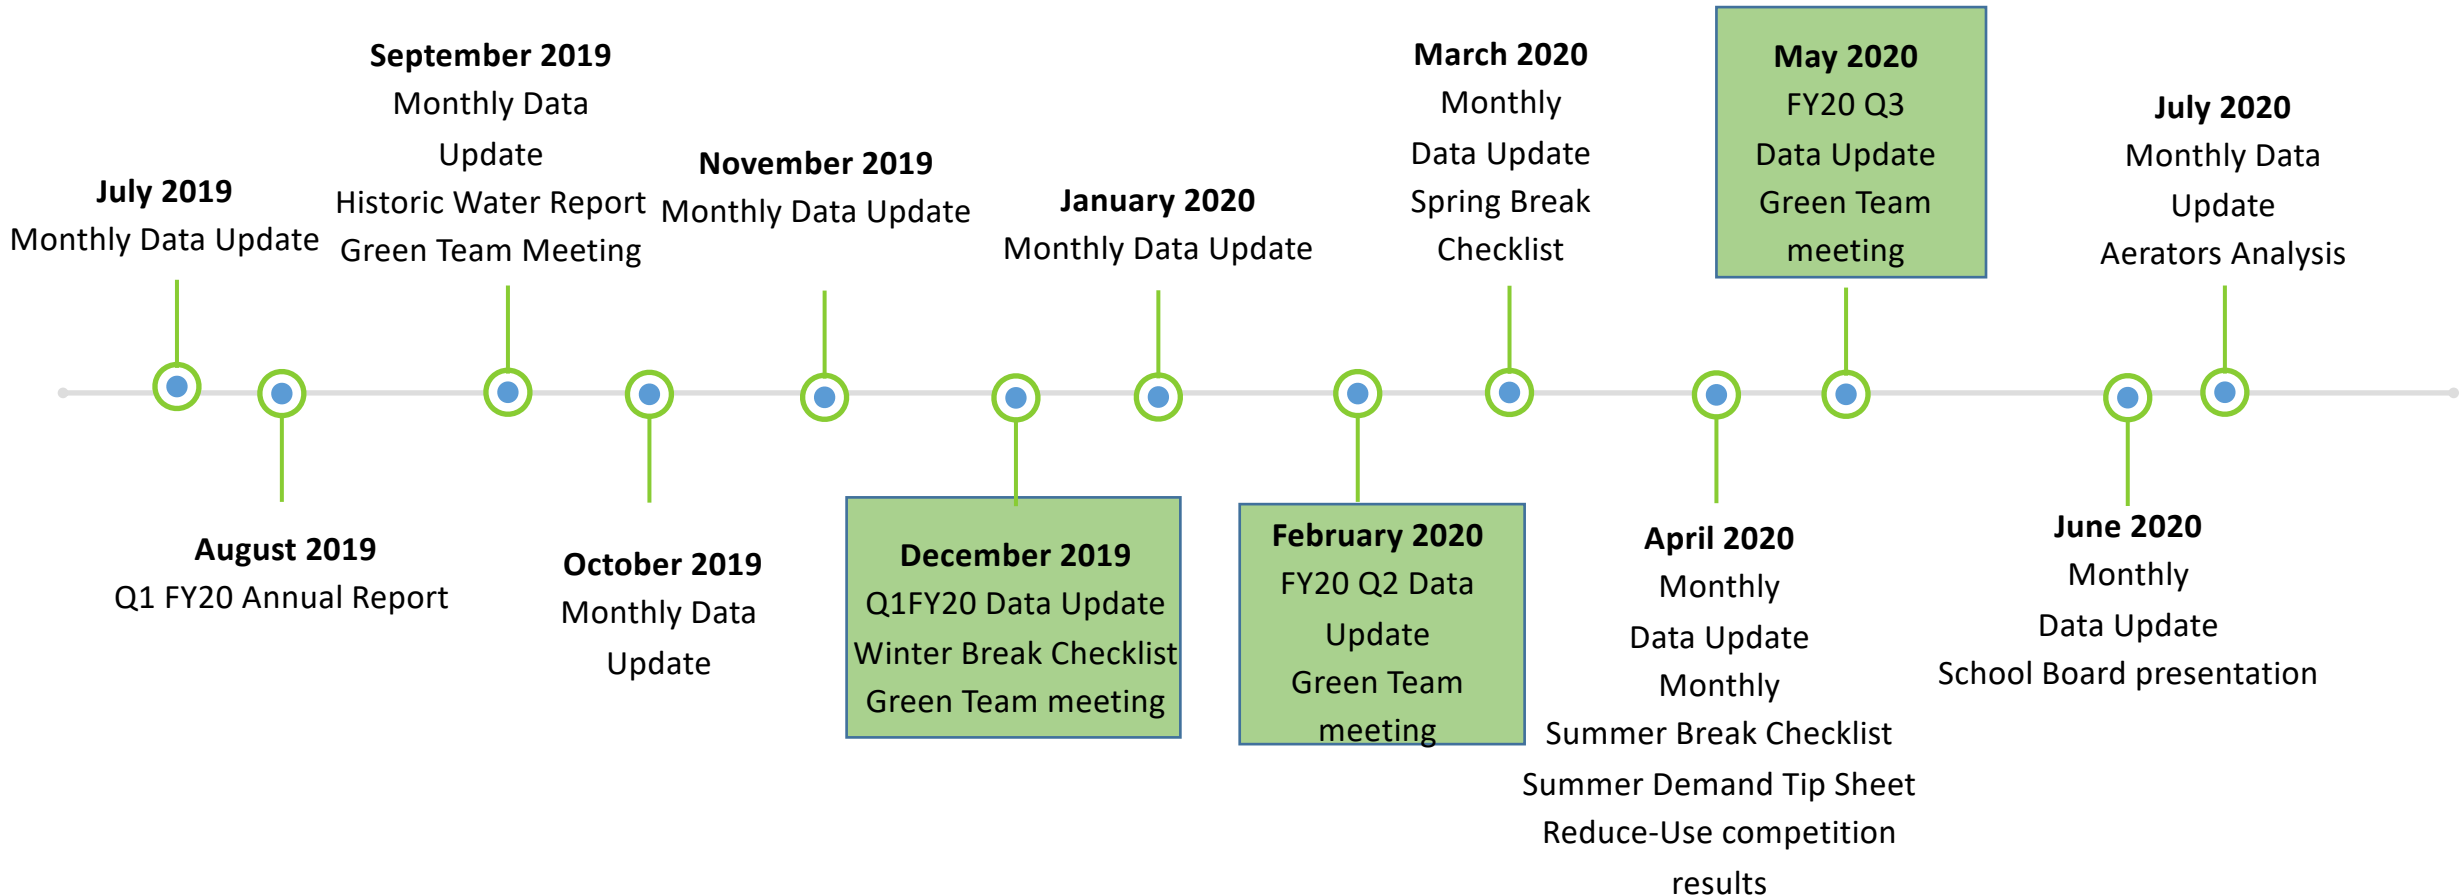 July 2019
Monthly Data Update
August 2019
Q1 FY20 Annual Report
September 2019
Monthly Data
Update
Historic Water Report
Green Team Meeting
October 2019
Monthly Data
Update
November 2019
Monthly Data Update
December 2019
Q1FY20 Data Update
Winter Break Checklist
Green Team meeting
January 2020
Monthly Data Update
February 2020
FY20 Q2 Data
Update
Green Team
meeting
March 2020
Monthly
Data Update
Spring Break
Checklist
April 2020
Monthly
Data Update
Monthly
Summer Break Checklist
Summer Demand Tip Sheet
Reduce-Use competition
results
May 2020
FY20 Q3
Data Update
Green Team
meeting
June 2020
Monthly
Data Update
School Board presentation
July 2020
Monthly Data
Update
Aerators Analysis